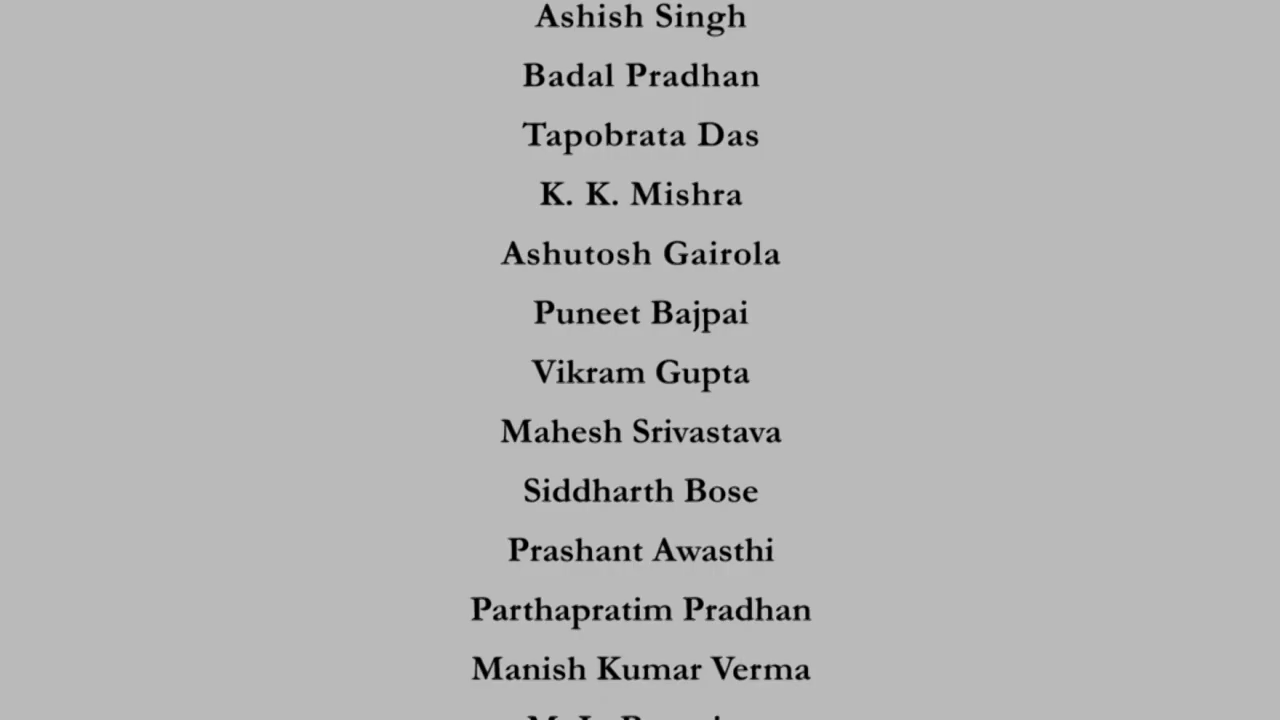 Ashish Singh
Badal Pradhan
Tapobrata Das
K. K. Mishra
Ashutosh Gairola
Puneet Bajpai
Vikram Gupta
Mahesh Srivastava
Siddharth Bose
Prashant Awasthi
Parthapratim Pradhan
Manish Kumar Verma